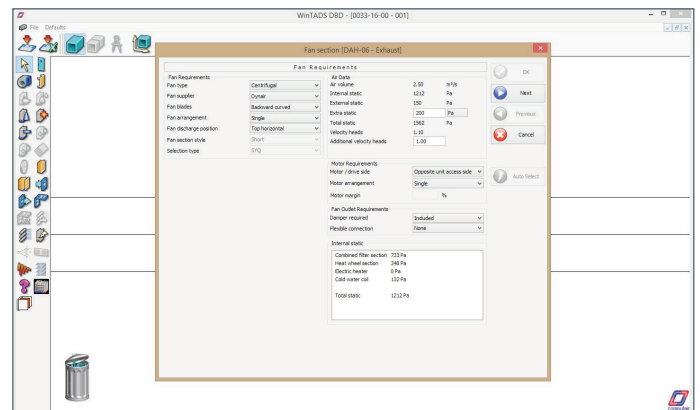 WinTADS DBD - [0033-16-00 - 001]
File Defaults
Fan section [DAH-06 - Exhaust]
Fan Requirements
Fan Requirements
Fan type Centrifugal
Fan supplier Dynair
Fan blades Backward curved
Fan arrangement Single
Fan discharge position Top horizontal
Fan section style Short
Selection type SYQ
Air Data
Air volume 2.50 m³/s
Internal static 1212 Pa
External static 150 Pa
Extra static 200 Pa
Total static 1562 Pa
Velocity heads 1.10
Additional velocity heads 1.00
Motor Requirements
Motor / drive side Opposite unit access side
Motor arrangement Single
Motor margin %
Fan Outlet Requirements
Damper required Included
Flexible connection None
Internal static
Combined filter section 733 Pa
Heat wheel section 348 Pa
Electric heater 0 Pa
Cold water coil 132 Pa
Total static 1212 Pa
OK
Next
Previous
Cancel
Auto Select